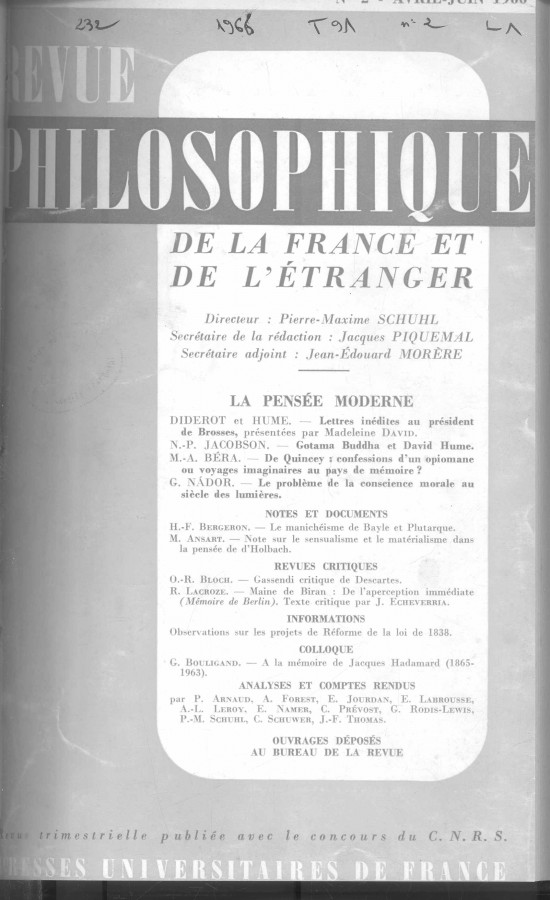 N° 2 - AVRIL-JUIN 1966
232 1966 T 91 n° 2 L1
REVUE
PHILOSOPHIQUE
DE LA FRANCE ET
DE L'ÉTRANGER
Directeur : Pierre-Maxime SCHUHL
Secrétaire de la rédaction : Jacques PIQUEMAL
Secrétaire adjoint : Jean-Édouard MORÈRE
LA PENSÉE MODERNE
DIDEROT et HUME. — Lettres inédites au président
de Brosses, présentées par Madeleine DAVID.
N.-P. JACOBSON. — Gotama Buddha et David Hume.
M.-A. BÉRA. — De Quincey : confessions d'un opiomane
ou voyages imaginaires au pays de mémoire ?
G. NÁDOR. — Le problème de la conscience morale au
siècle des lumières.
NOTES ET DOCUMENTS
H.-F. BERGERON. — Le manichéisme de Bayle et Plutarque.
M. ANSART. — Note sur le sensualisme et le matérialisme dans
la pensée de d'Holbach.
REVUES CRITIQUES
O.-R. BLOCH. — Gassendi critique de Descartes.
R. LACROZE. — Maine de Biran : De l'aperception immédiate
(Mémoire de Berlin). Texte critique par J. ECHEVERRIA.
INFORMATIONS
Observations sur les projets de Réforme de la loi de 1838.
COLLOQUE
G. BOULIGAND. — A la mémoire de Jacques Hadamard (1865-
1963).
ANALYSES ET COMPTES RENDUS
par P. ARNAUD, A. FOREST, E. JOURDAN, E. LABROUSSE,
A.-L. LEROY, E. NAMER, C. PRÉVOST, G. RODIS-LEWIS,
P.-M. SCHUHL, C. SCHUWER, J.-F. THOMAS.
OUVRAGES DÉPOSÉS
AU BUREAU DE LA REVUE
Revue trimestrielle publiée avec le concours du C. N. R. S.
PRESSES UNIVERSITAIRES DE FRANCE